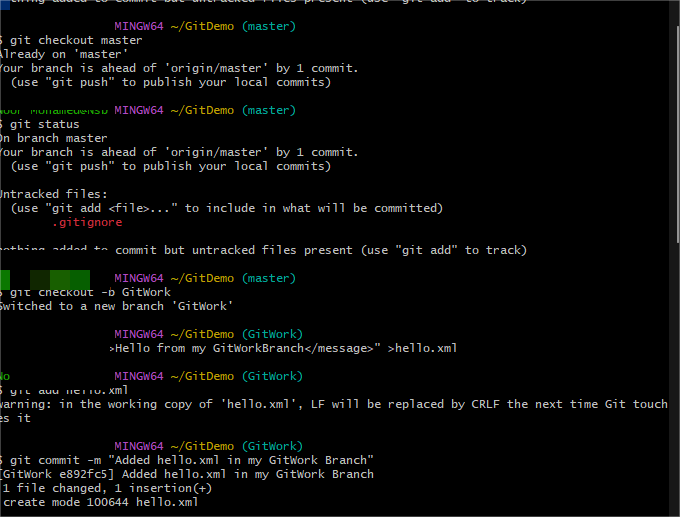 nothing added to commit but untracked files present (use "git add" to track)
MINGW64 ~/GitDemo (master)
$ git checkout master
Already on 'master'
Your branch is ahead of 'origin/master' by 1 commit.
(use "git push" to publish your local commits)
MINGW64 ~/GitDemo (master)
$ git status
On branch master
Your branch is ahead of 'origin/master' by 1 commit.
(use "git push" to publish your local commits)
Untracked files:
(use "git add <file>..." to include in what will be committed)
.gitignore
nothing added to commit but untracked files present (use "git add" to track)
MINGW64 ~/GitDemo (master)
$ git checkout -b GitWork
Switched to a new branch 'GitWork'
MINGW64 ~/GitDemo (GitWork)
>Hello from my GitWorkBranch</message>" >hello.xml
No MINGW64 ~/GitDemo (GitWork)
$ git add hello.xml
warning: in the working copy of 'hello.xml', LF will be replaced by CRLF the next time Git touch
es it
MINGW64 ~/GitDemo (GitWork)
$ git commit -m "Added hello.xml in my GitWork Branch"
[GitWork e892fc5] Added hello.xml in my GitWork Branch
1 file changed, 1 insertion(+)
create mode 100644 hello.xml